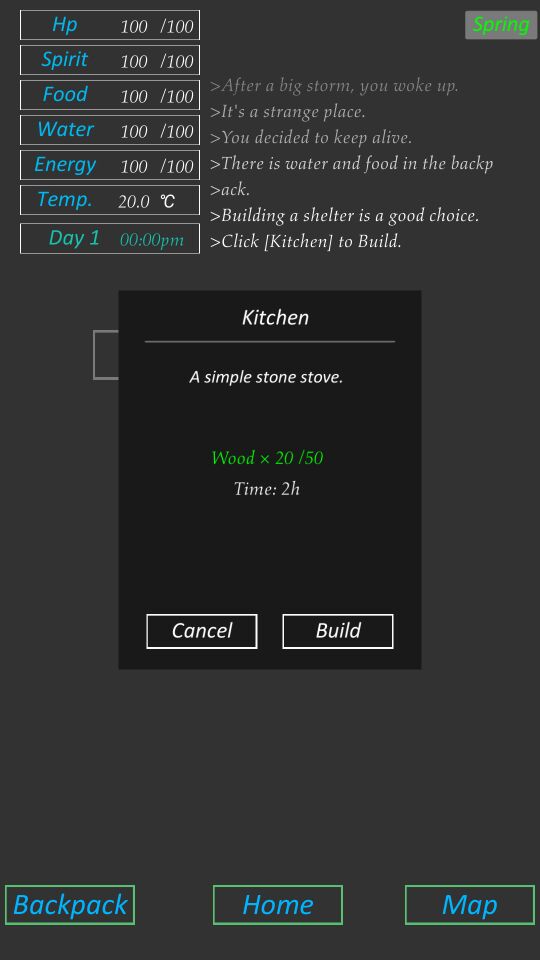 Hp 100 /100
Spring
Spirit 100 /100
Food 100 /100
Water 100 /100
Energy 100 /100
Temp. 20.0 ℃
Day 1 00:00pm
>After a big storm, you woke up.
>It's a strange place.
>You decided to keep alive.
>There is water and food in the backp
>ack.
>Building a shelter is a good choice.
>Click [Kitchen] to Build.
Kitchen
A simple stone stove.
Wood × 20 /50
Time: 2h
Cancel Build
Backpack Home Map